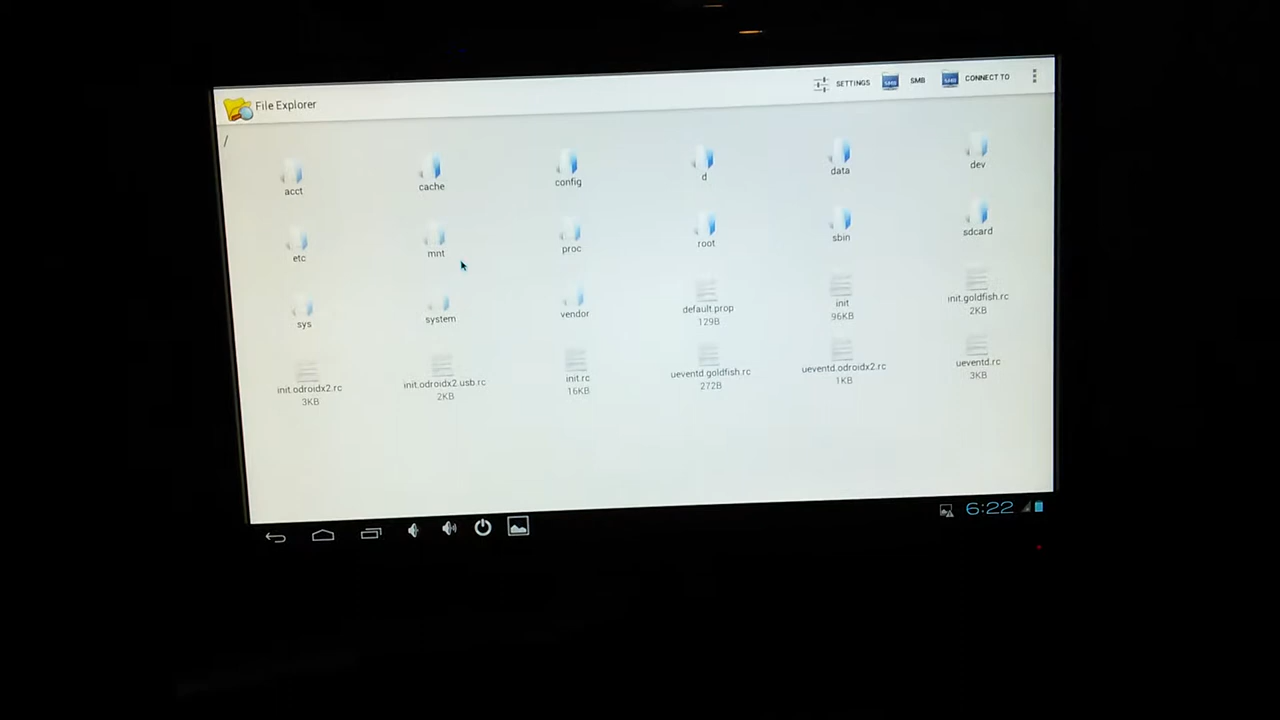 File Explorer
SETTINGS SMB CONNECT TO
/
acct cache config d data dev
etc mnt proc root sbin sdcard
sys system vendor default.prop init init.goldfish.rc
129B 96KB 2KB
init.odroidx2.rc init.odroidx2.usb.rc init.rc ueventd.goldfish.rc ueventd.odroidx2.rc ueventd.rc
3KB 2KB 16KB 272B 1KB 3KB
6:22